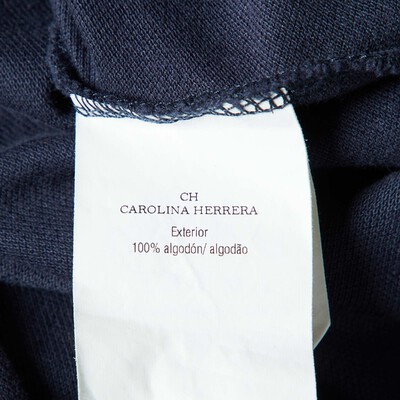 CH
CAROLINA HERRERA
Exterior
100% algodón/ algodão